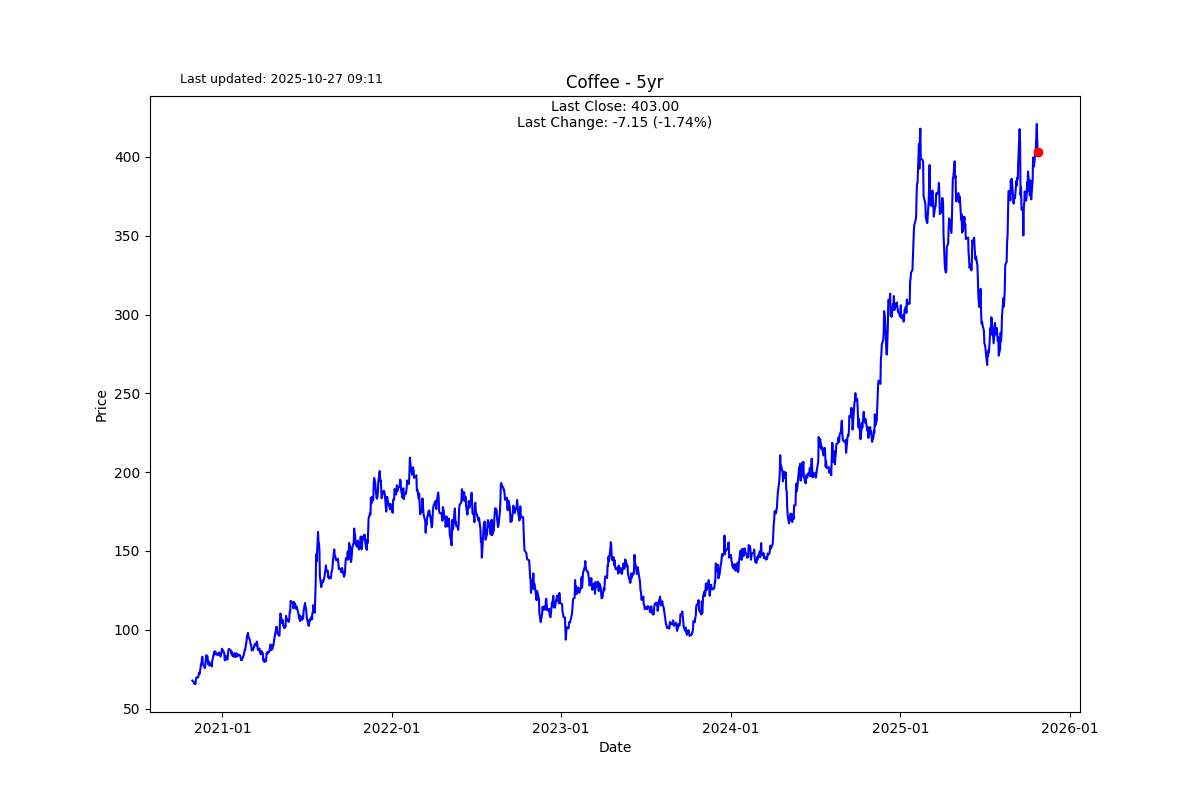 Last updated: 2025-10-27 09:11
Coffee - 5yr
Last Close: 403.00
Last Change: -7.15 (-1.74%)
400
350
300
250
200
150
100
50
Price
2021-01
2022-01
2023-01
2024-01
2025-01
2026-01
Date